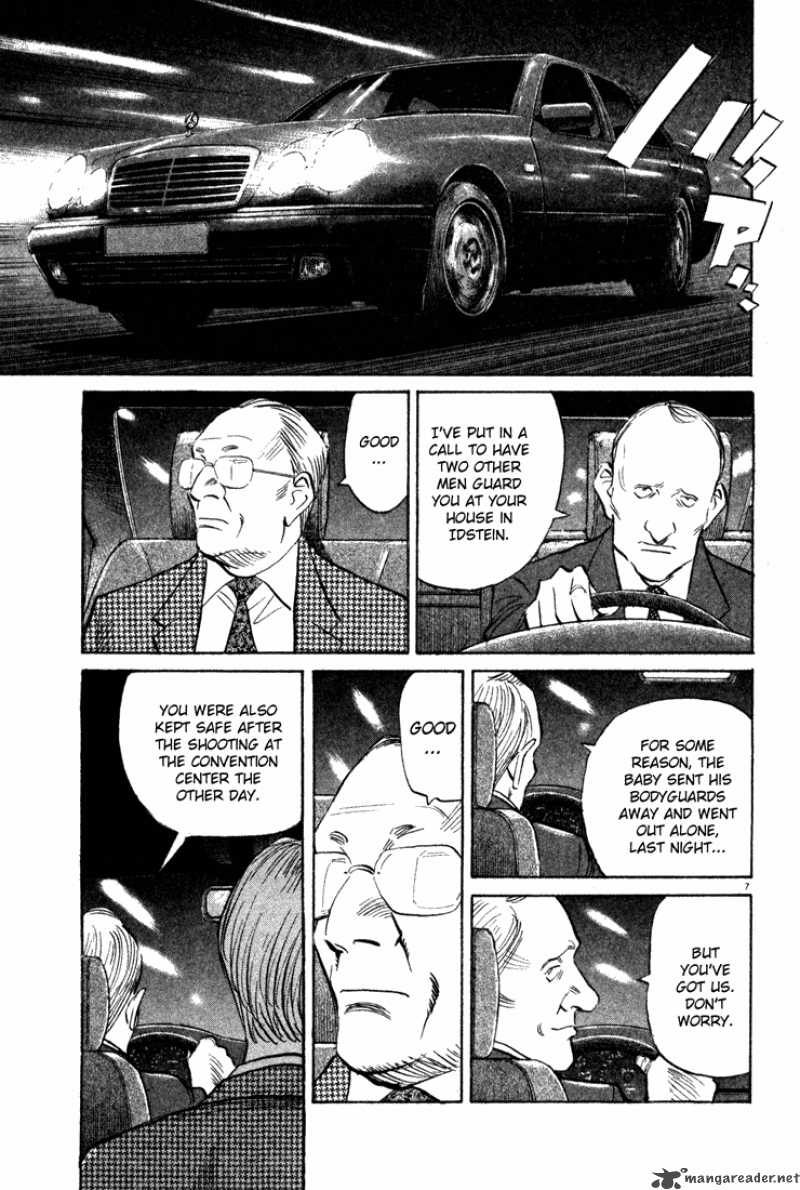 I'VE PUT IN A
CALL TO HAVE
TWO OTHER
MEN GUARD
YOU AT YOUR
HOUSE IN
IDSTEIN.
GOOD
...
FOR SOME
REASON, THE
BABY SENT HIS
BODYGUARDS
AWAY AND WENT
OUT ALONE,
LAST NIGHT...
7
BUT
YOU'VE
GOT US.
DON'T
WORRY.
GOOD
...
YOU WERE ALSO
KEPT SAFE AFTER
THE SHOOTING AT
THE CONVENTION
CENTER THE
OTHER DAY.
mangareader.net